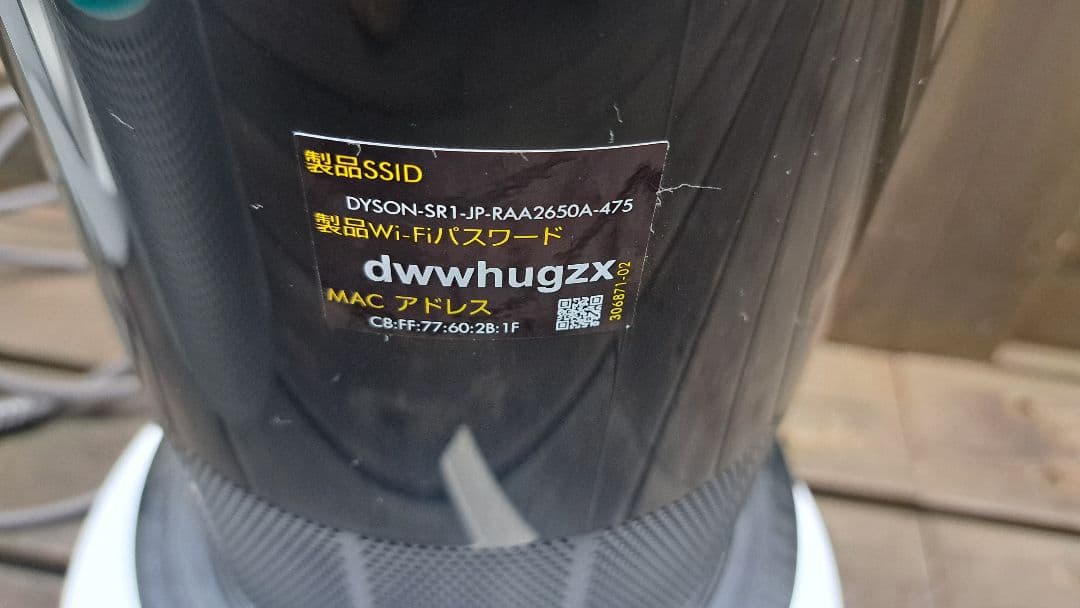 製品SSID
DYSON-SR1-JP-RAA2650A-475
製品Wi-Fiパスワード
dwwhugzx
MAC アドレス
C8:FF:77:60:2B:1F
306871-02